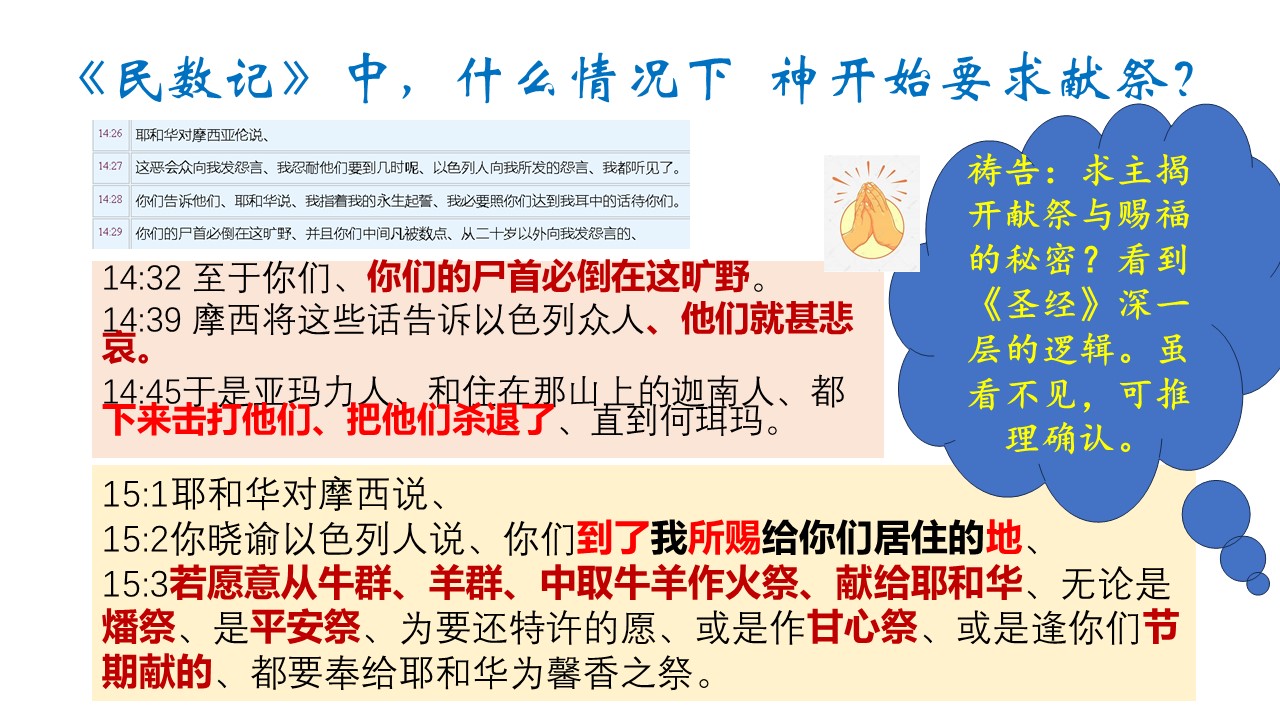 《民数记》中，什么情况下 神开始要求献祭？
14:26 耶和华对摩西亚伦说、
14:27 这恶会众向我发怨言、我忍耐他们要到几时呢、以色列人向我所发的怨言、我都听见了。
14:28 你们告诉他们、耶和华说、我指着我的永生起誓、我必要照你们达到我耳中的话待你们。
14:29 你们的尸首必倒在这旷野、并且你们中间凡被数点、从二十岁以外向我发怨言的、
14:32 至于你们、你们的尸首必倒在这旷野。
14:39 摩西将这些话告诉以色列众人、他们就甚悲
哀。
14:45于是亚玛力人、和住在那山上的迦南人、都
下来击打他们、把他们杀退了、直到何珥玛。
15:1耶和华对摩西说、
15:2你晓谕以色列人说、你们到了我所赐给你们居住的地、
15:3若愿意从牛群、羊群、中取牛羊作火祭、献给耶和华、无论是
燔祭、是平安祭、为要还特许的愿、或是作甘心祭、或是逢你们节
期献的、都要奉给耶和华为馨香之祭。
祷告：求主揭
开献祭与赐福
的秘密？看到
《圣经》深一
层的逻辑。虽
看不见，可推
理确认。